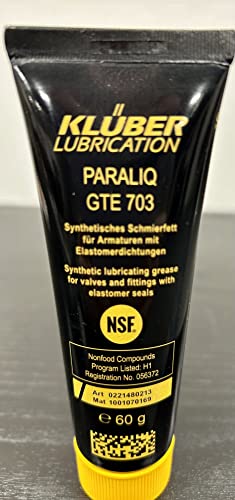 KLÜBER
LUBRICATION
PARALIQ
GTE 703
Synthetisches Schmierfett
für Armaturen mit
Elastomerdichtungen
Synthetic lubricating grease
for valves and fittings with
elastomer seals
NSF.
Nonfood Compounds
Program Listed: H1
Registration No. 056372
Art 0221480213
Mat 1001070169
e 60 g